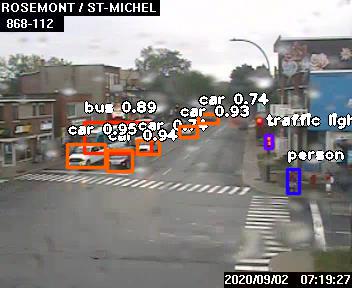 ROSEMONT / ST-MICHEL
868-112
car 0.74
bus 0.89
car 0.93
car 0.95
car 0.94
traffic ligh
person
2020/09/02 07:19:27